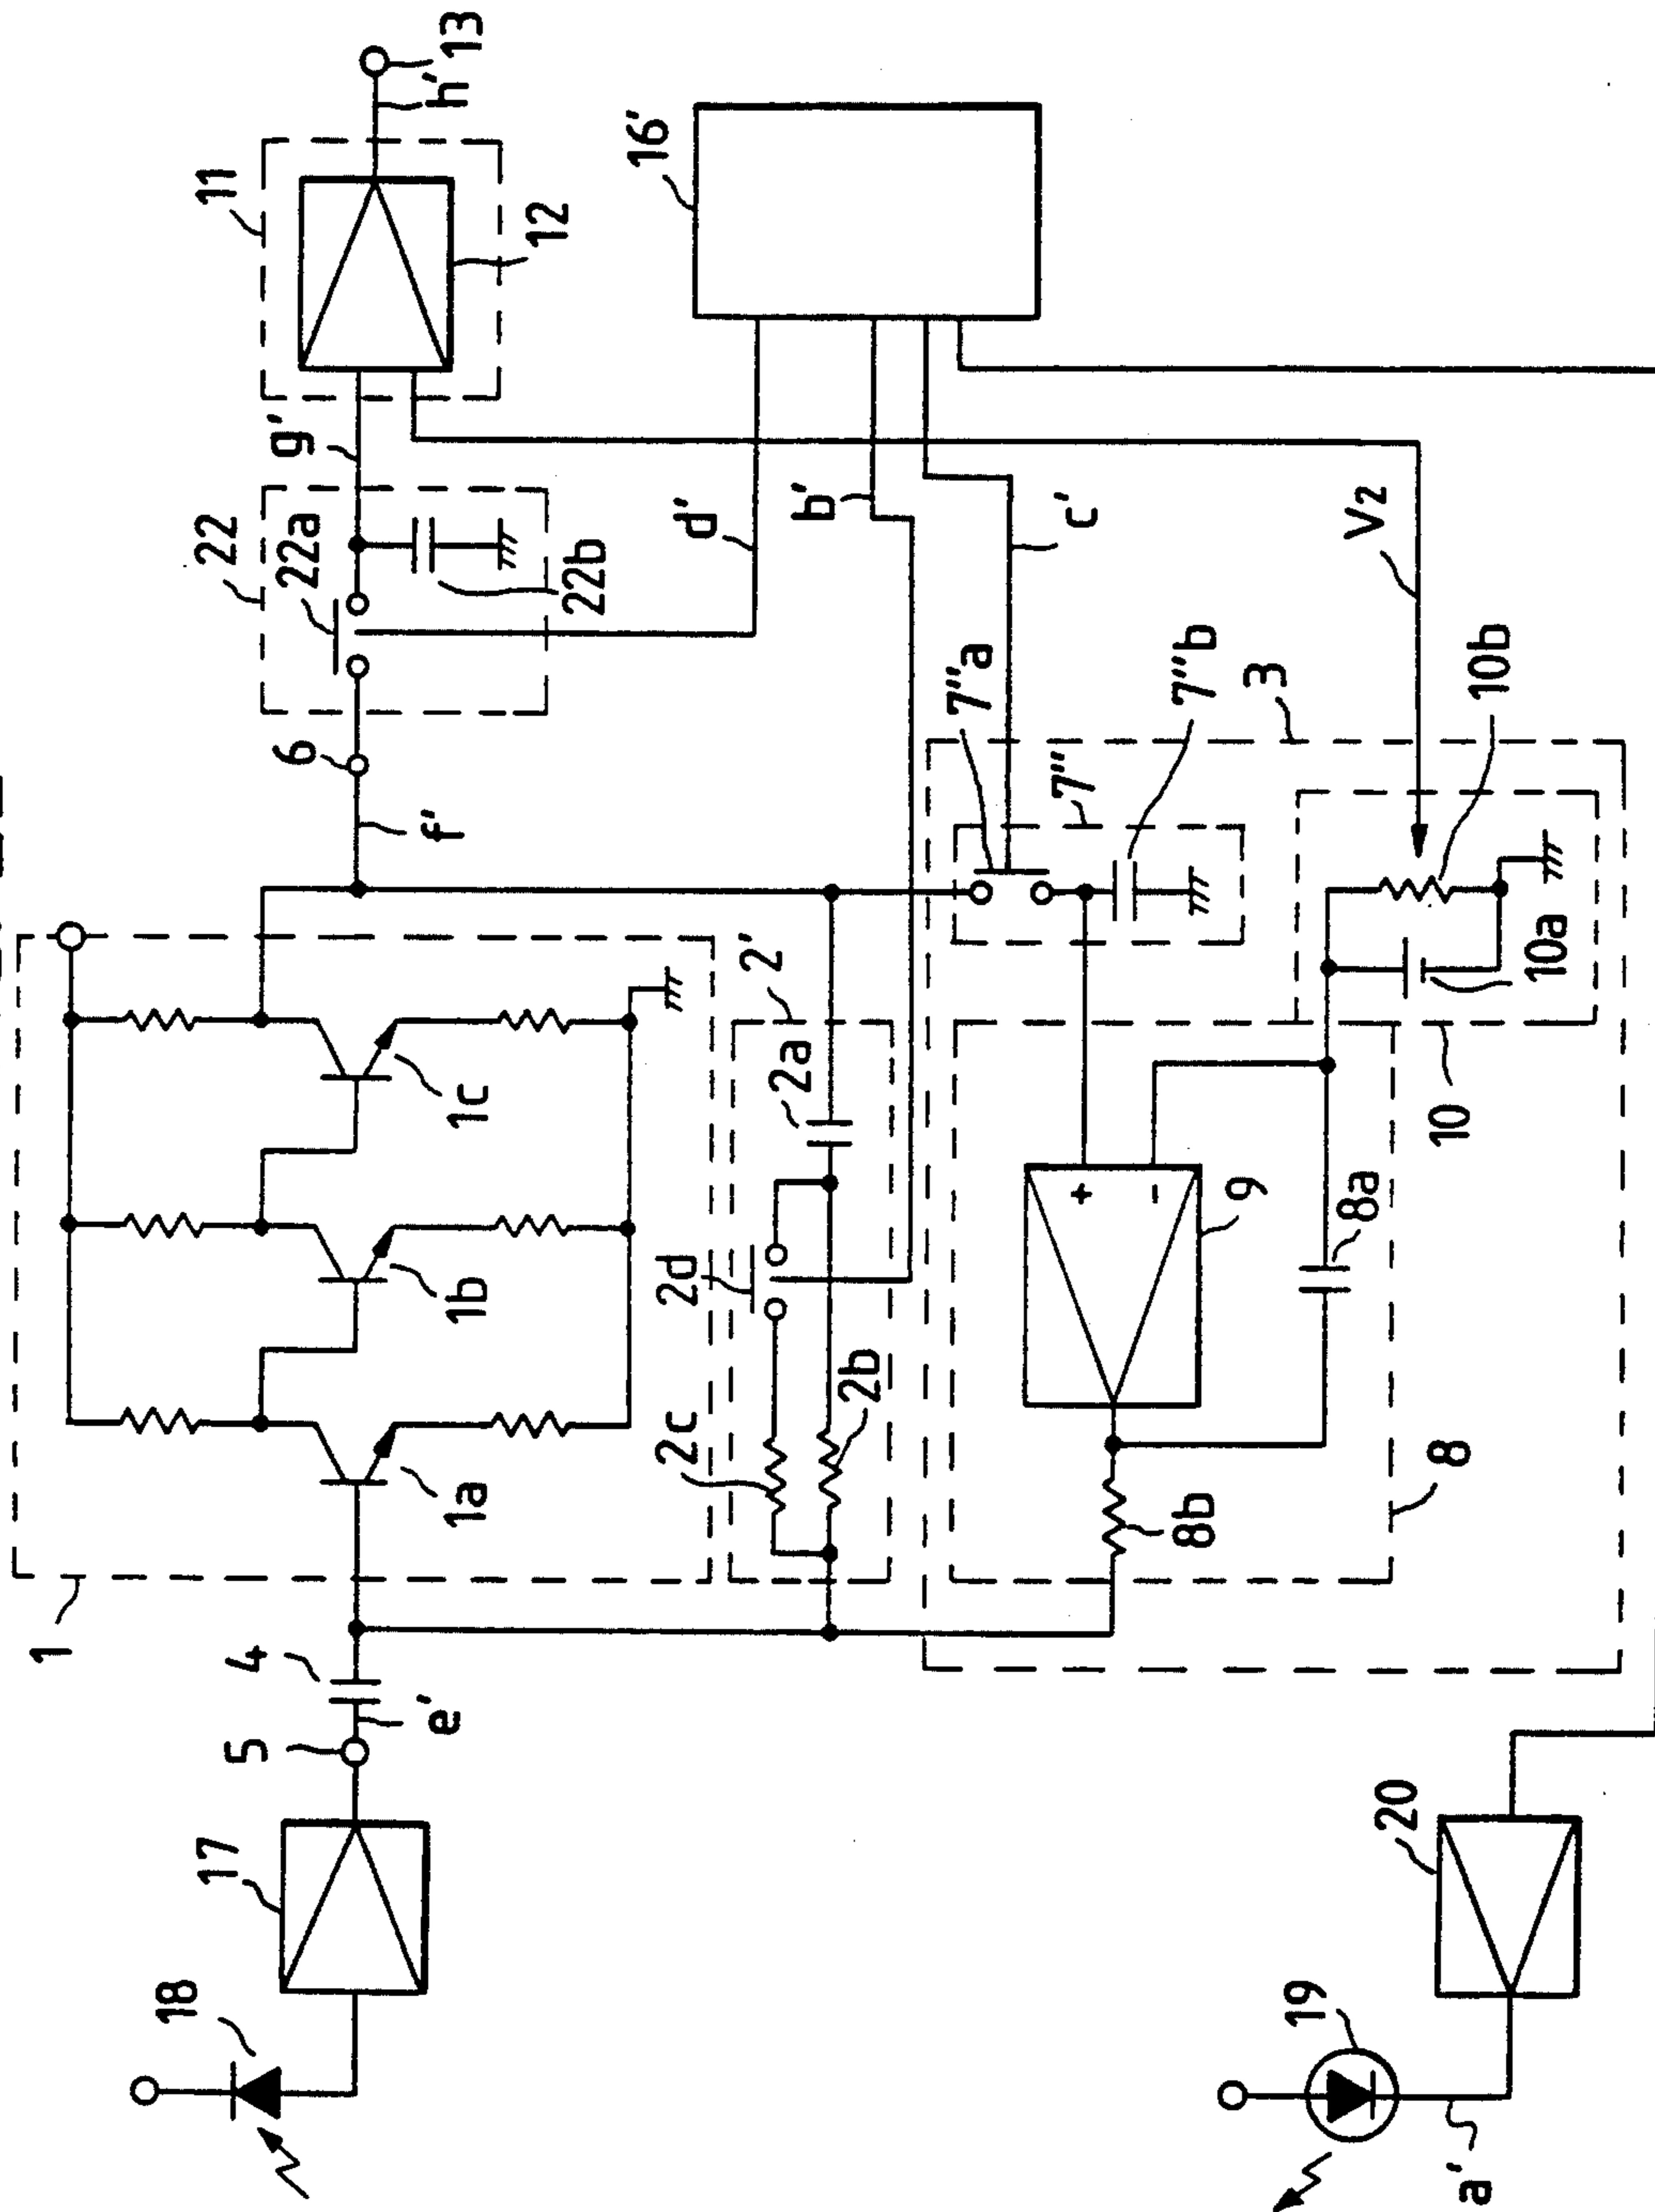 18
17
5
e'
4
1
1a
1b
1c
6
f'
22
22a
22b
g'
11
12
h'
13
2c
2b
2d
2a
2'
d'
b'
c'
16'
8b
8
9
+
-
8a
10
10a
10b
7''a
7''
7''b
3
V2
19
a'
20